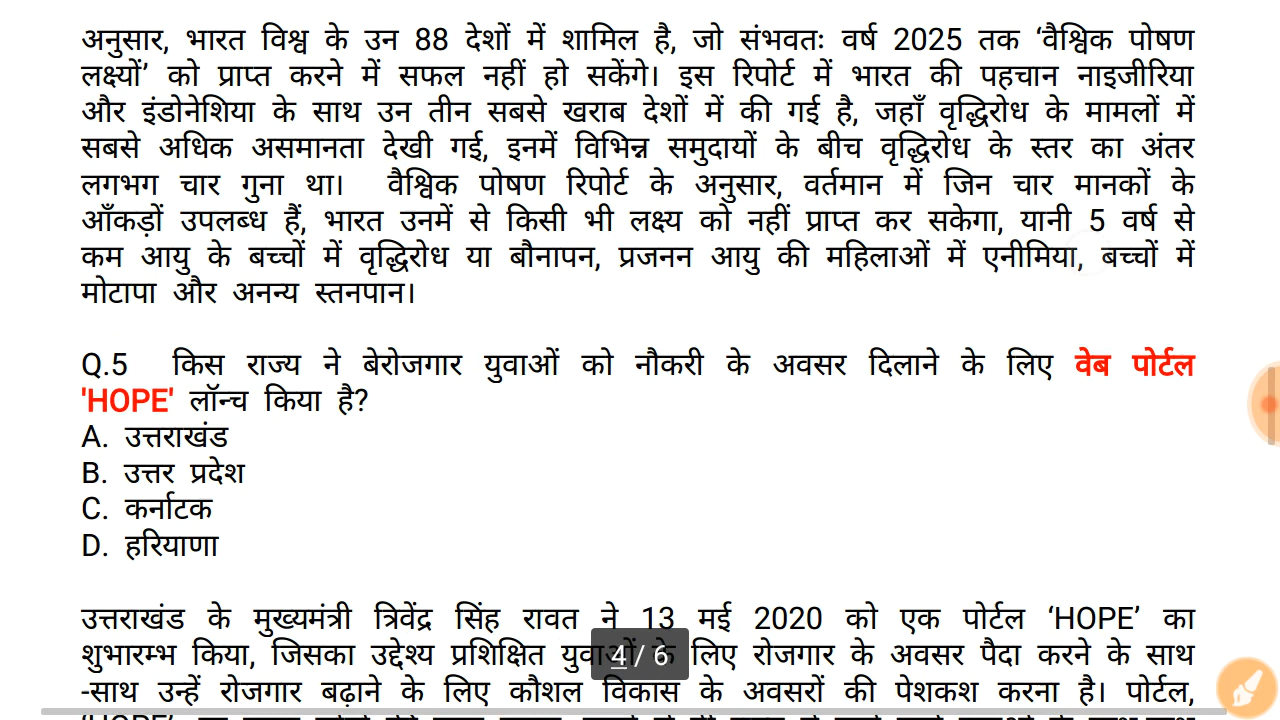 अनुसार, भारत विश्व के उन 88 देशों में शामिल है, जो संभवतः वर्ष 2025 तक ‘वैश्विक पोषण
लक्ष्यों’ को प्राप्त करने में सफल नहीं हो सकेंगे। इस रिपोर्ट में भारत की पहचान नाइजीरिया
और इंडोनेशिया के साथ उन तीन सबसे खराब देशों में की गई है, जहाँ वृद्धिरोध के मामलों में
सबसे अधिक असमानता देखी गई, इनमें विभिन्न समुदायों के बीच वृद्धिरोध के स्तर का अंतर
लगभग चार गुना था। वैश्विक पोषण रिपोर्ट के अनुसार, वर्तमान में जिन चार मानकों के
आँकड़ों उपलब्ध हैं, भारत उनमें से किसी भी लक्ष्य को नहीं प्राप्त कर सकेगा, यानी 5 वर्ष से
कम आयु के बच्चों में वृद्धिरोध या बौनापन, प्रजनन आयु की महिलाओं में एनीमिया, बच्चों में
मोटापा और अनन्य स्तनपान।
Q.5 किस राज्य ने बेरोजगार युवाओं को नौकरी के अवसर दिलाने के लिए वेब पोर्टल
'HOPE' लॉन्च किया है?
A. उत्तराखंड
B. उत्तर प्रदेश
C. कर्नाटक
D. हरियाणा
उत्तराखंड के मुख्यमंत्री त्रिवेंद्र सिंह रावत ने 13 मई 2020 को एक पोर्टल ‘HOPE’ का
शुभारम्भ किया, जिसका उद्देश्य प्रशिक्षित युवाओं के लिए रोजगार के अवसर पैदा करने के साथ
-साथ उन्हें रोजगार बढ़ाने के लिए कौशल विकास के अवसरों की पेशकश करना है। पोर्टल,
4 / 6